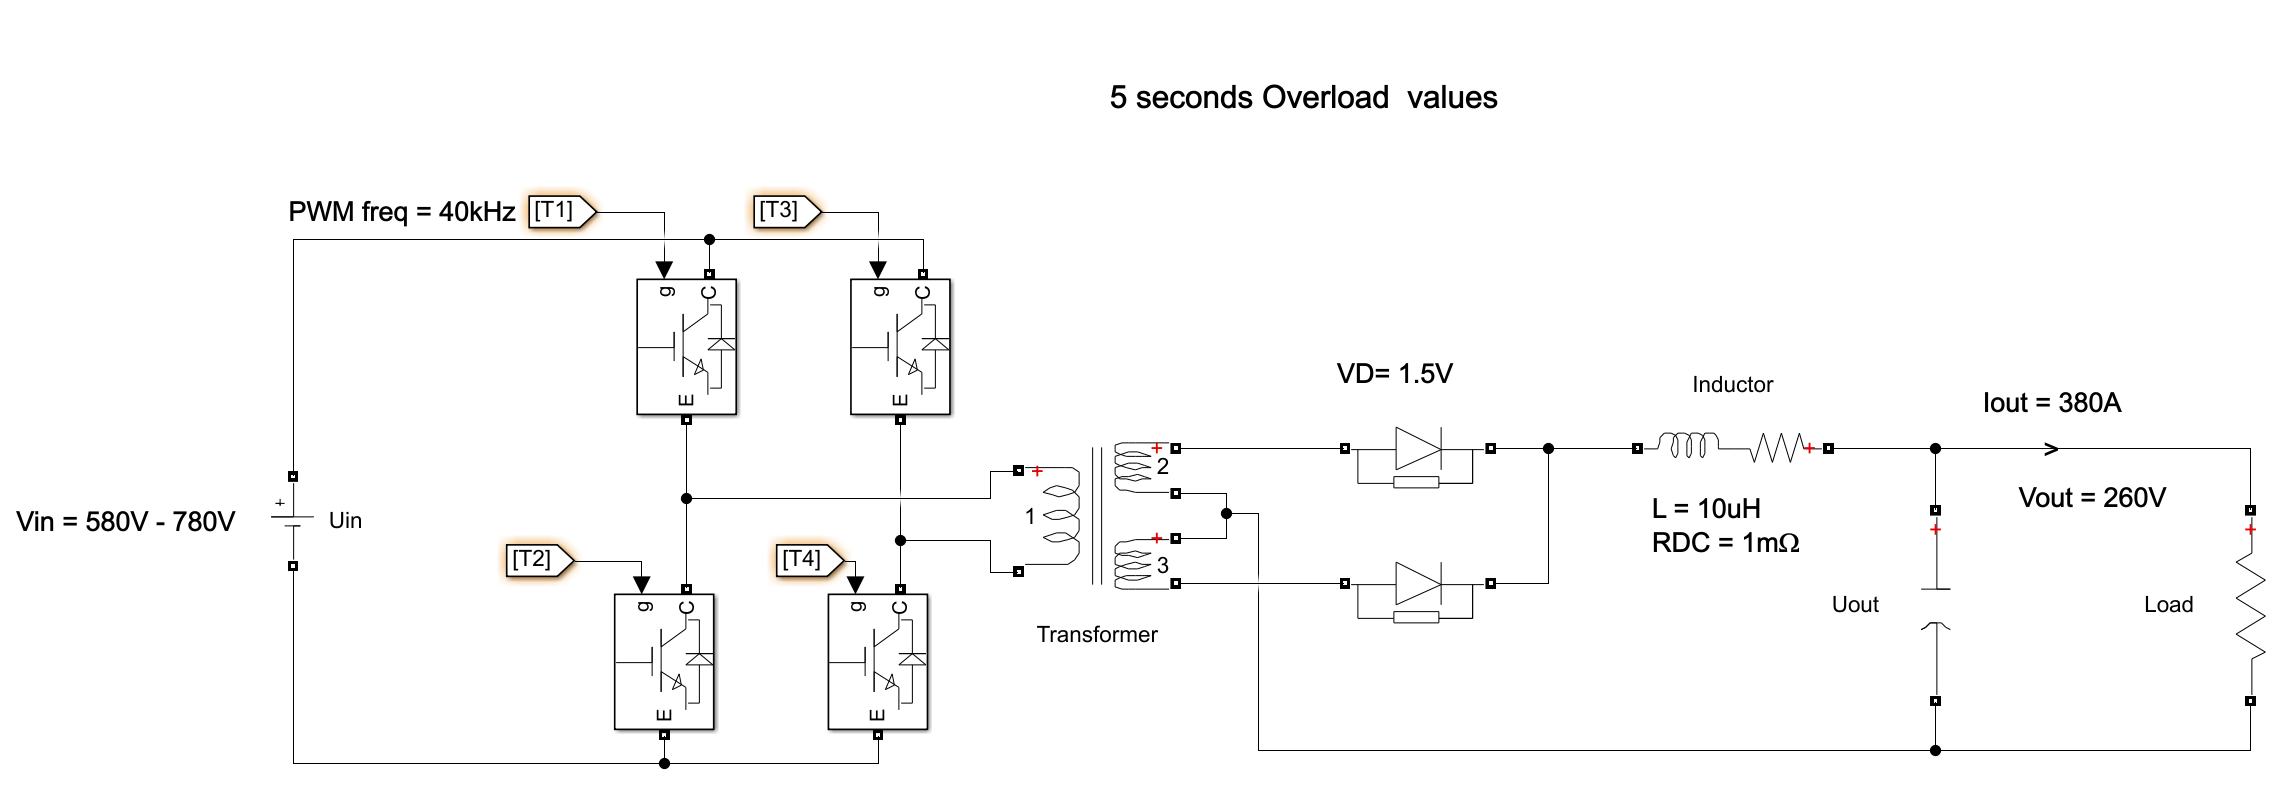 5 seconds Overload values
PWM freq = 40kHz
[T1]
[T3]
g
C
E
g
C
E
VD= 1.5V
Inductor
Iout = 380A
+
2
+
1
+
3
+
L = 10uH
RDC = 1mΩ
Vout = 260V
+
+
Vin = 580V - 780V
+
Uin
[T2]
[T4]
g
C
E
g
C
E
Transformer
Uout
Load